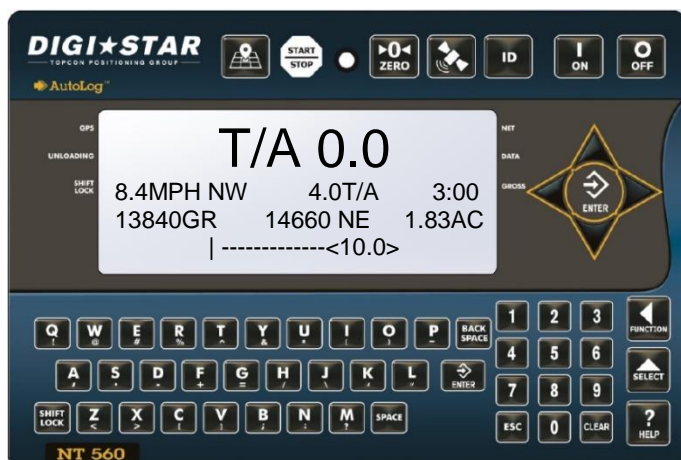 DIGI★STAR
TOPCON POSITIONING GROUP
AutoLog™
START
STOP
►0◄
ZERO
ID
I
ON
O
OFF
GPS
UNLOADING
SHIFT
LOCK
T/A 0.0
8.4MPH NW 4.0T/A 3:00
13840GR 14660 NE 1.83AC
| -------------<10.0>
NET
DATA
GROSS
ENTER
Q W E R T Y U I O P BACK SPACE
! @ # % ^ & * ( ) _
A S D F G H J K L ENTER
+ = /
SHIFT LOCK Z X C V B N M SPACE
< > ?
1 2 3
4 5 6
7 8 9
ESC 0 CLEAR
FUNCTION
SELECT
?
HELP
NT 560